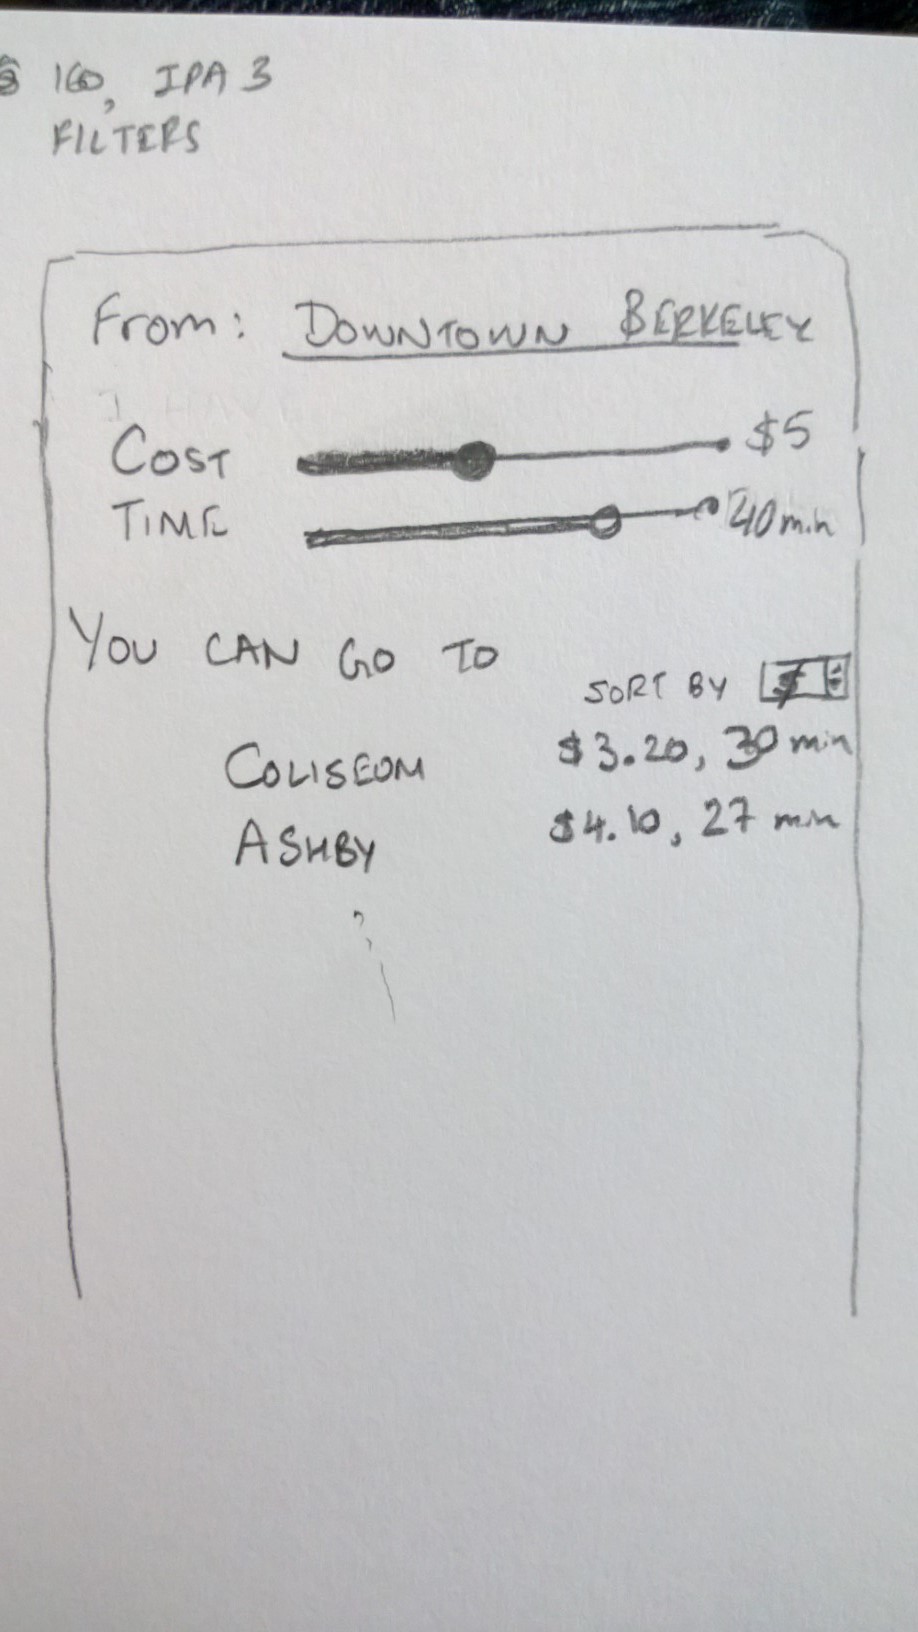 160, IPA 3
FILTERS
From: DOWNTOWN BERKELEY
COST $5
TIME 40 min
YOU CAN GO TO
SORT BY $
COLISEUM $3.20, 30 min
ASHBY $4.10, 27 min